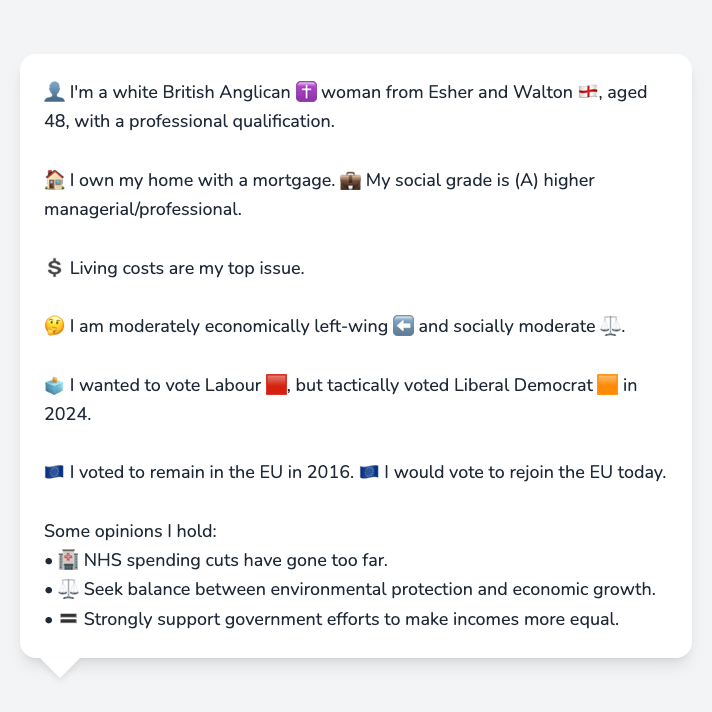 👤 I'm a white British Anglican ✝️ woman from Esher and Walton 🏴󠁧󠁢󠁥󠁮󠁧󠁿, aged
48, with a professional qualification.
🏠 I own my home with a mortgage. 💼 My social grade is (A) higher
managerial/professional.
💲 Living costs are my top issue.
🤔 I am moderately economically left-wing ⬅️ and socially moderate ⚖️.
🗳️ I wanted to vote Labour 🟥, but tactically voted Liberal Democrat 🟧 in
2024.
🇪🇺 I voted to remain in the EU in 2016. 🇪🇺 I would vote to rejoin the EU today.
Some opinions I hold:
• 🏥 NHS spending cuts have gone too far.
• ⚖️ Seek balance between environmental protection and economic growth.
• 🟰 Strongly support government efforts to make incomes more equal.